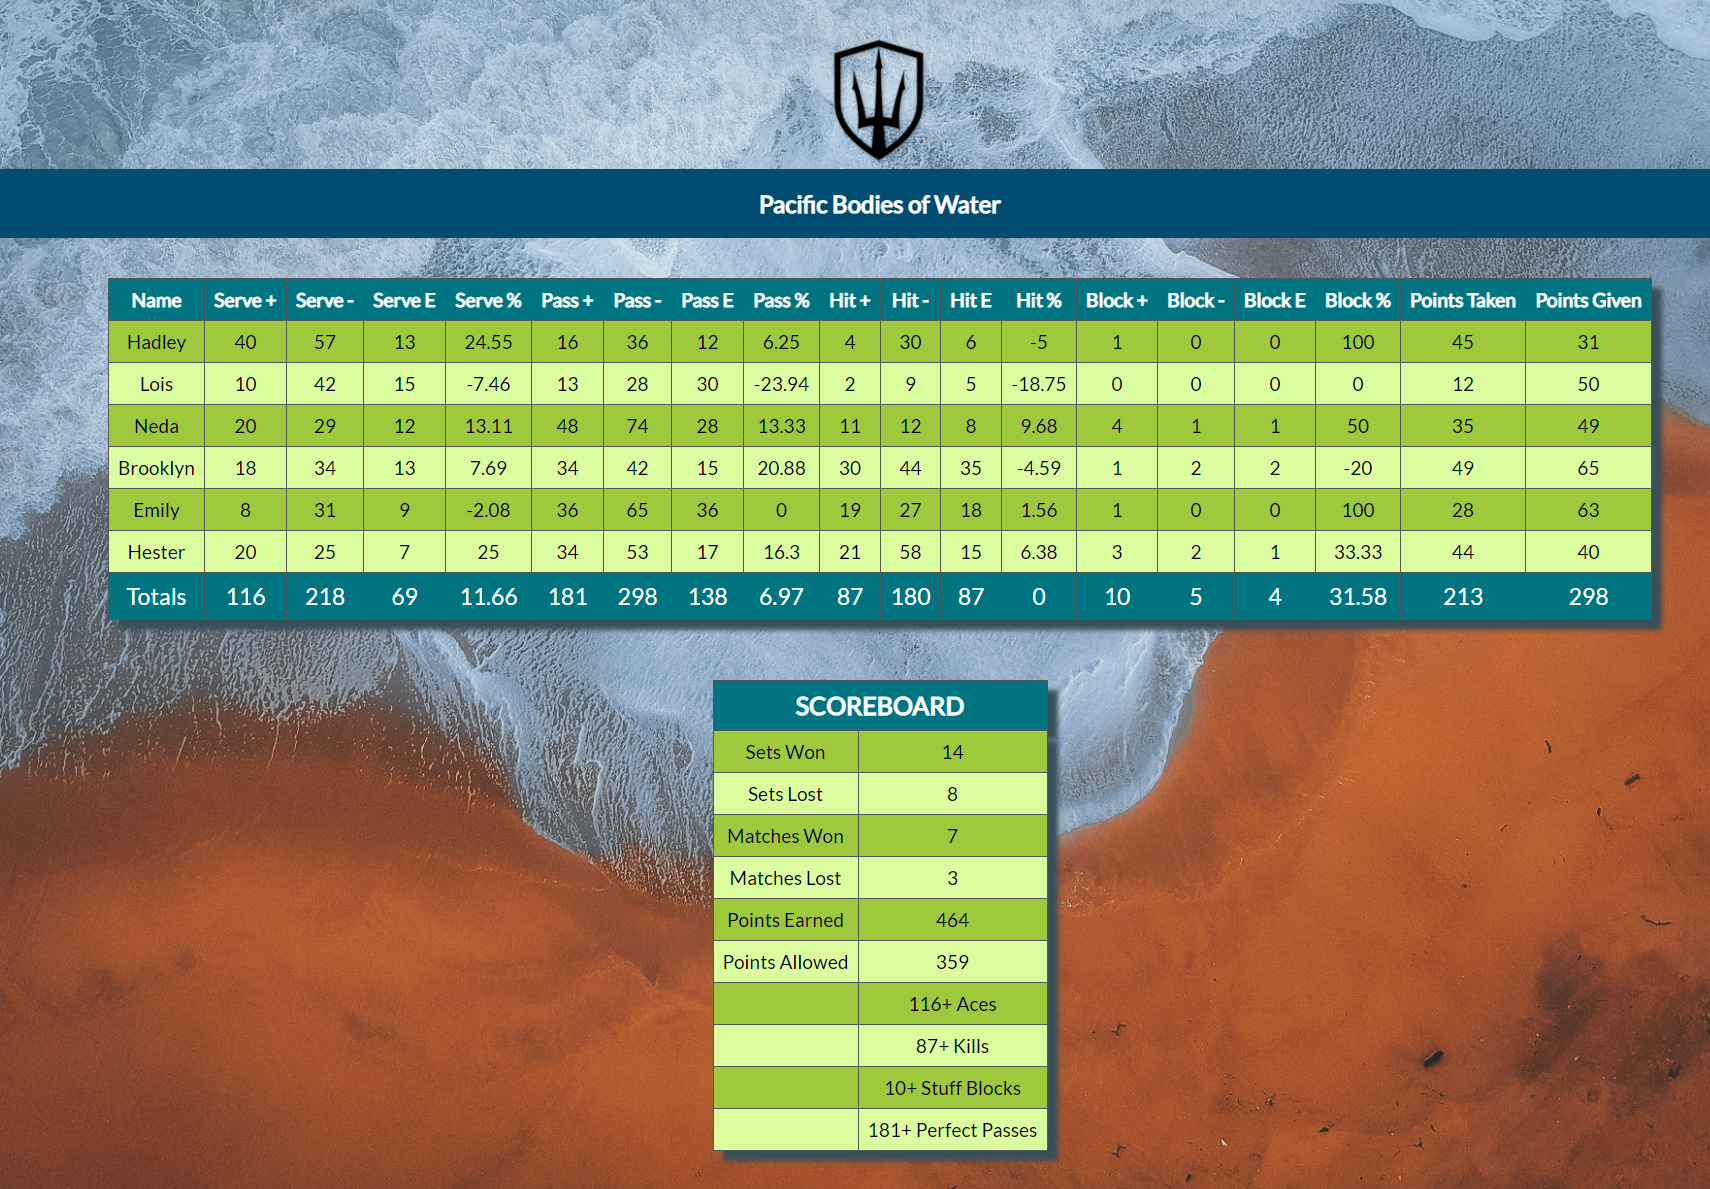 Pacific Bodies of Water
Name Serve + Serve - Serve E Serve % Pass + Pass - Pass E Pass % Hit + Hit - Hit E Hit % Block + Block - Block E Block % Points Taken Points Given
Hadley 40 57 13 24.55 16 36 12 6.25 4 30 6 -5 1 0 0 100 45 31
Lois 10 42 15 -7.46 13 28 30 -23.94 2 9 5 -18.75 0 0 0 0 12 50
Neda 20 29 12 13.11 48 74 28 13.33 11 12 8 9.68 4 1 1 50 35 49
Brooklyn 18 34 13 7.69 34 42 15 20.88 30 44 35 -4.59 1 2 2 -20 49 65
Emily 8 31 9 -2.08 36 65 36 0 19 27 18 1.56 1 0 0 100 28 63
Hester 20 25 7 25 34 53 17 16.3 21 58 15 6.38 3 2 1 33.33 44 40
Totals 116 218 69 11.66 181 298 138 6.97 87 180 87 0 10 5 4 31.58 213 298
SCOREBOARD
Sets Won 14
Sets Lost 8
Matches Won 7
Matches Lost 3
Points Earned 464
Points Allowed 359
116+ Aces
87+ Kills
10+ Stuff Blocks
181+ Perfect Passes